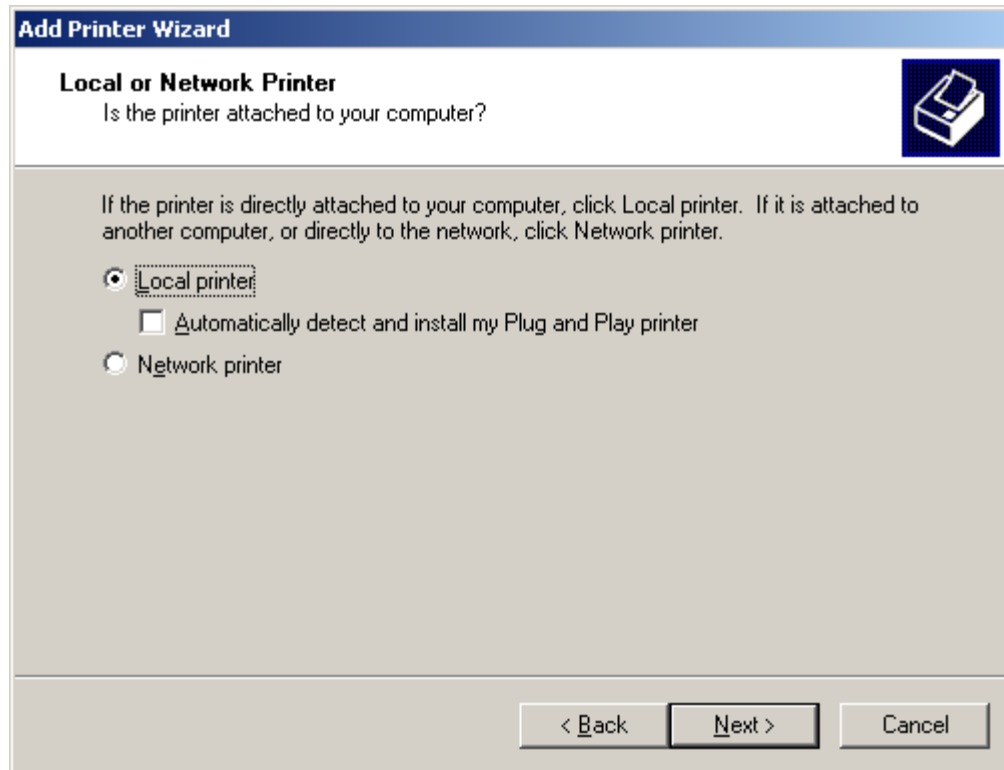 Add Printer Wizard
Local or Network Printer
Is the printer attached to your computer?
If the printer is directly attached to your computer, click Local printer.  If it is attached to
another computer, or directly to the network, click Network printer.
Local printer
Automatically detect and install my Plug and Play printer
Network printer
< Back
Next >
Cancel